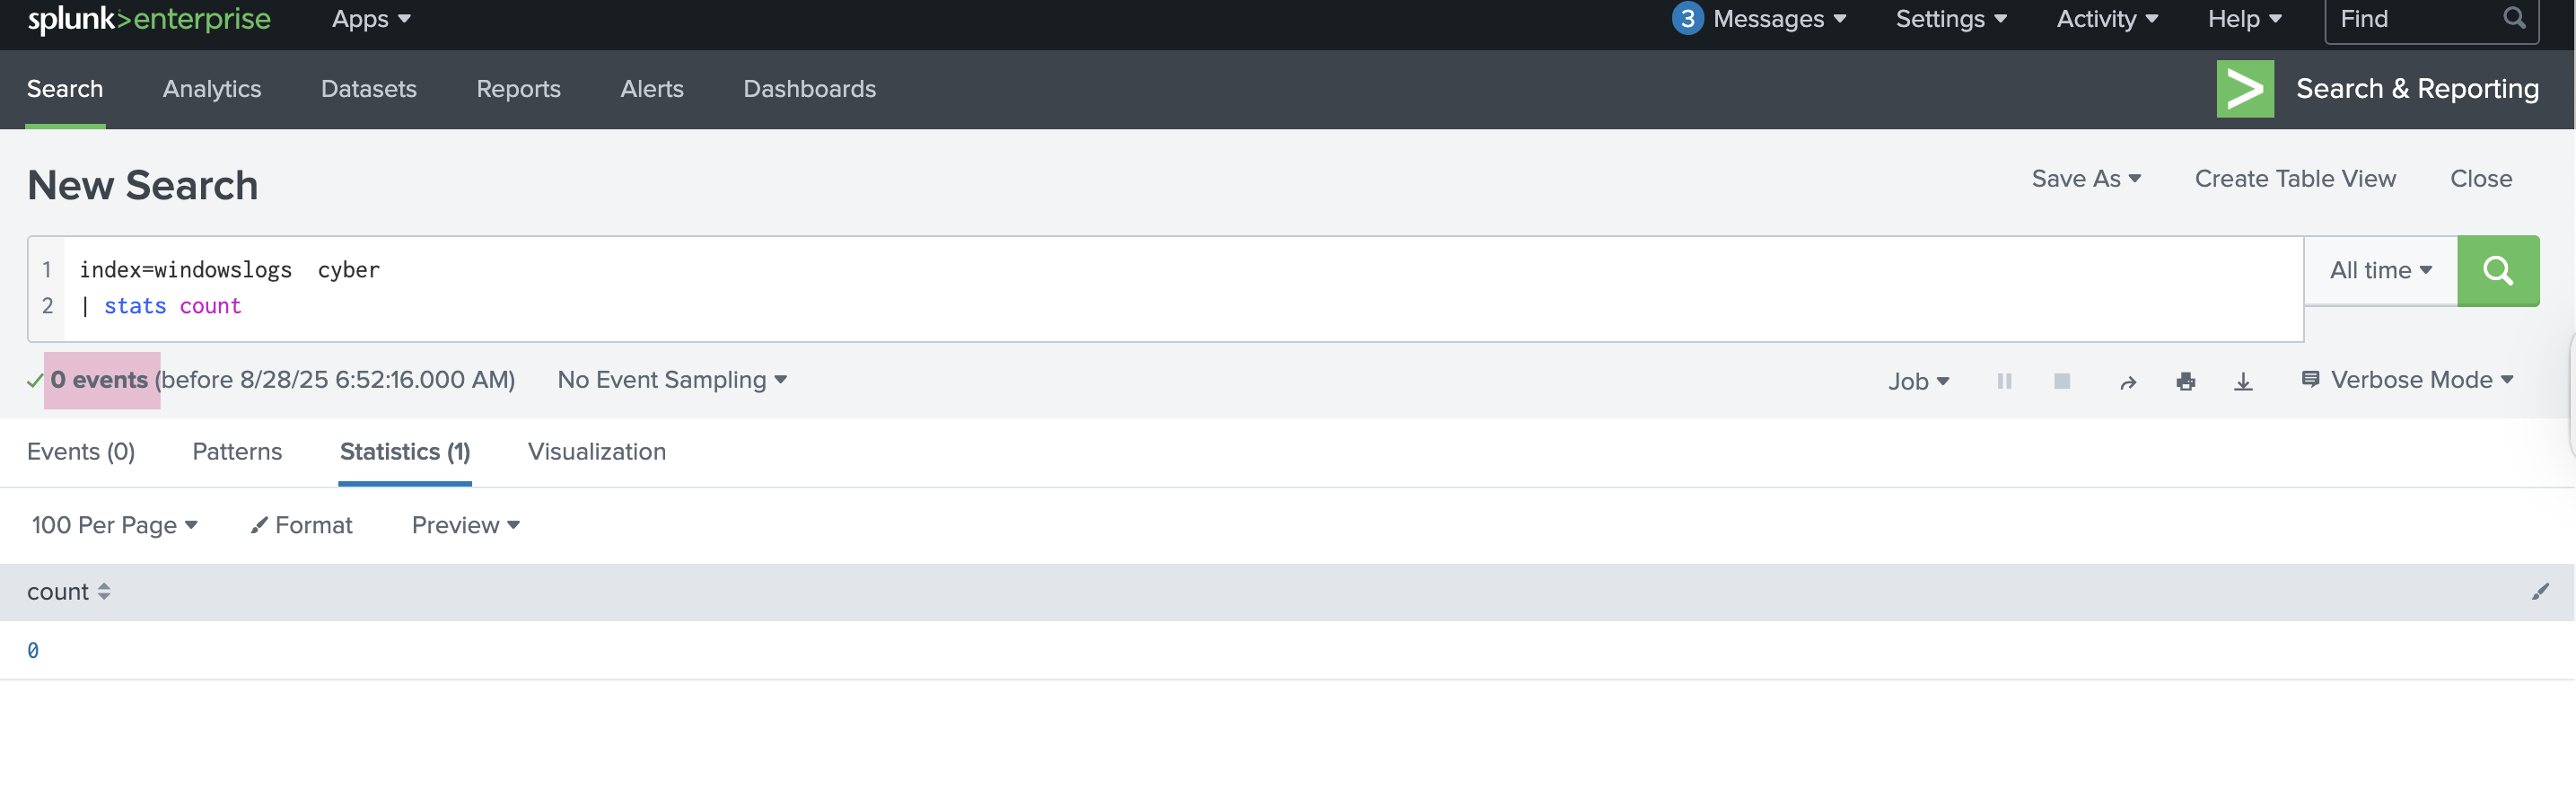 splunk>enterprise Apps 3 Messages Settings Activity Help Find
Search Analytics Datasets Reports Alerts Dashboards Search & Reporting
New Search Save As Create Table View Close
1 index=windowslogs  cyber All time
2 | stats count
0 events (before 8/28/25 6:52:16.000 AM) No Event Sampling Job Verbose Mode
Events (0) Patterns Statistics (1) Visualization
100 Per Page Format Preview
count
0